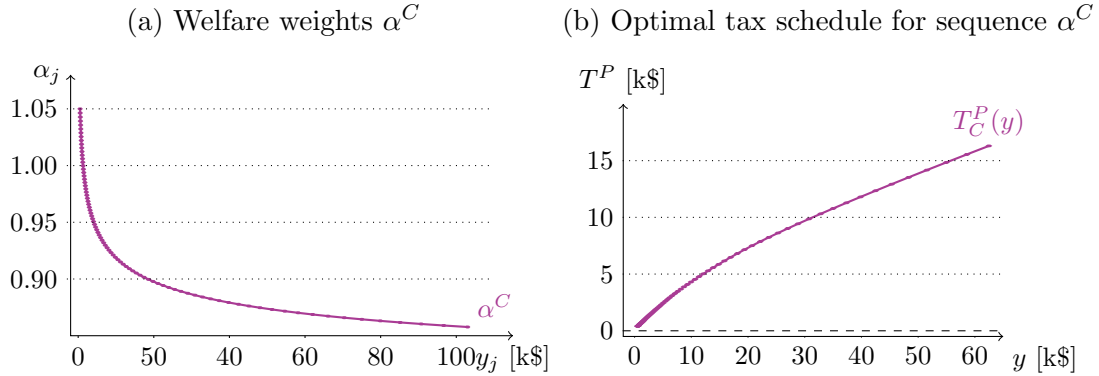 (a) Welfare weights α^C
α_j
1.05
1.00
0.95
0.90
α^C
0 50 40 60 80 100 y_j [k$]
(b) Optimal tax schedule for sequence α^C
T^P [k$]
T_C^P(y)
15
10
5
0
0 10 20 30 40 50 60 y [k$]